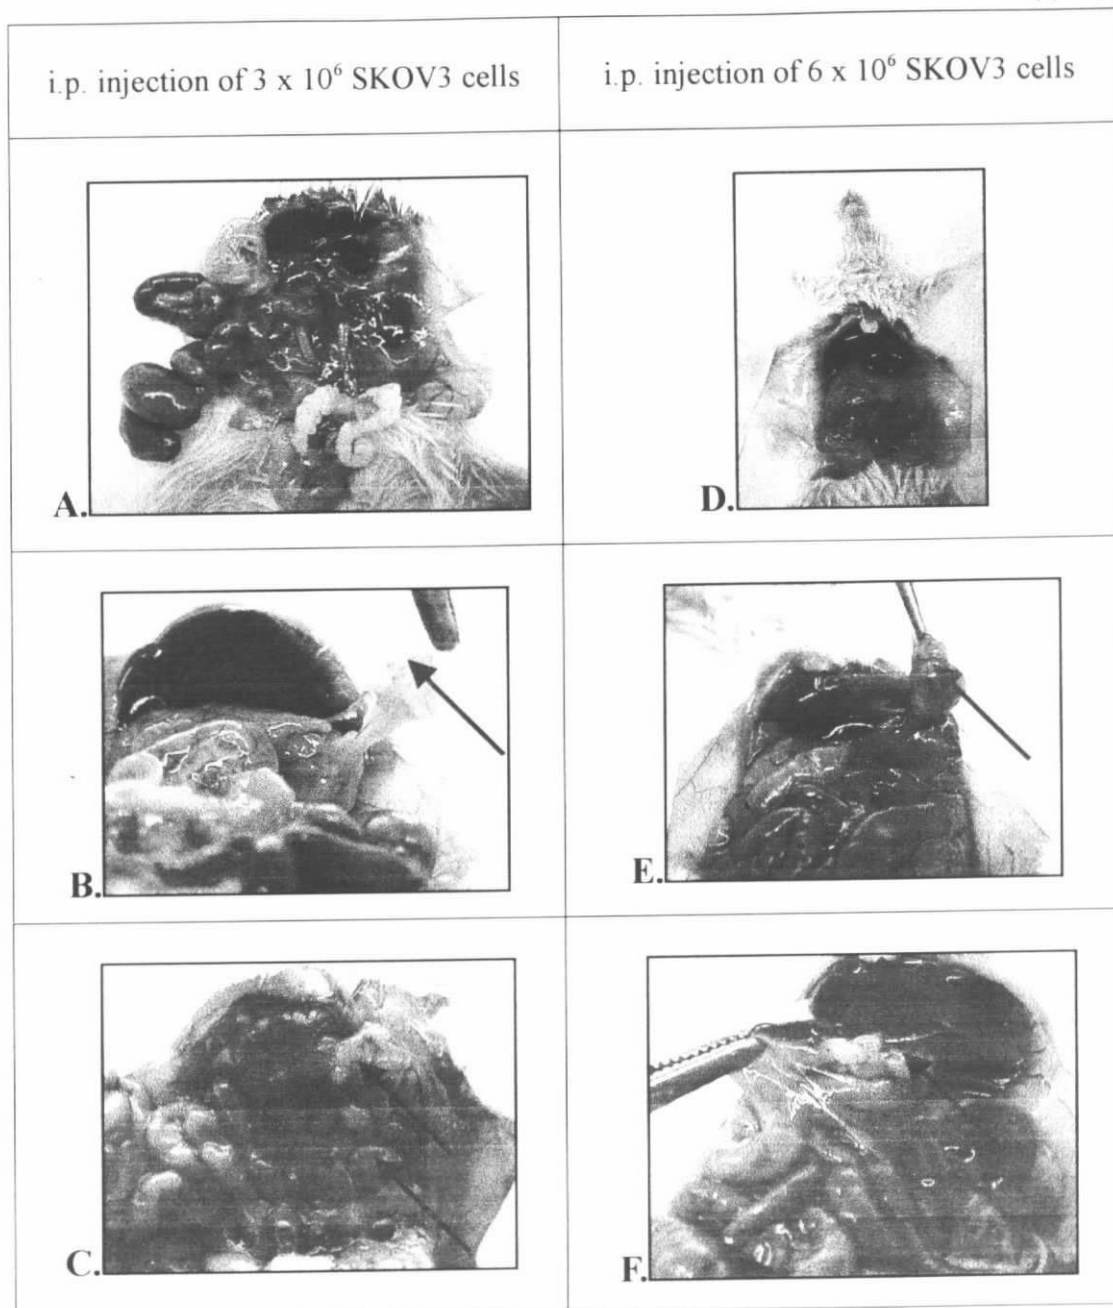 i.p. injection of 3 x 10⁶ SKOV3 cells
i.p. injection of 6 x 10⁶ SKOV3 cells
A.
D.
B.
E.
C.
F.